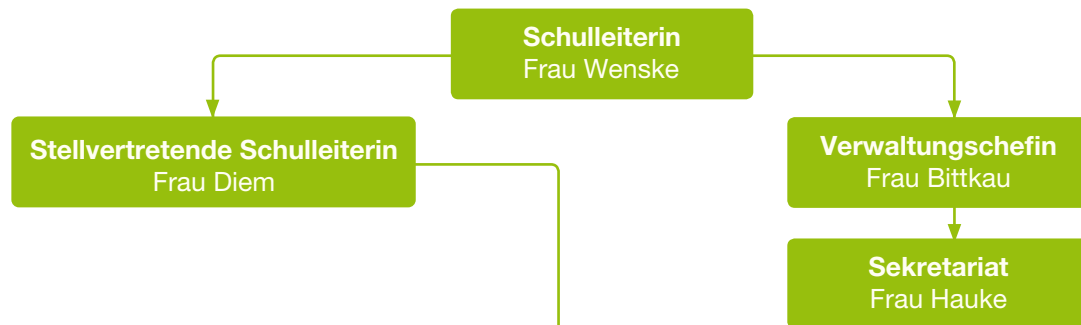 Schulleiterin
Frau Wenske
Stellvertretende Schulleiterin
Frau Diem
Verwaltungschefin
Frau Bittkau
Sekretariat
Frau Hauke